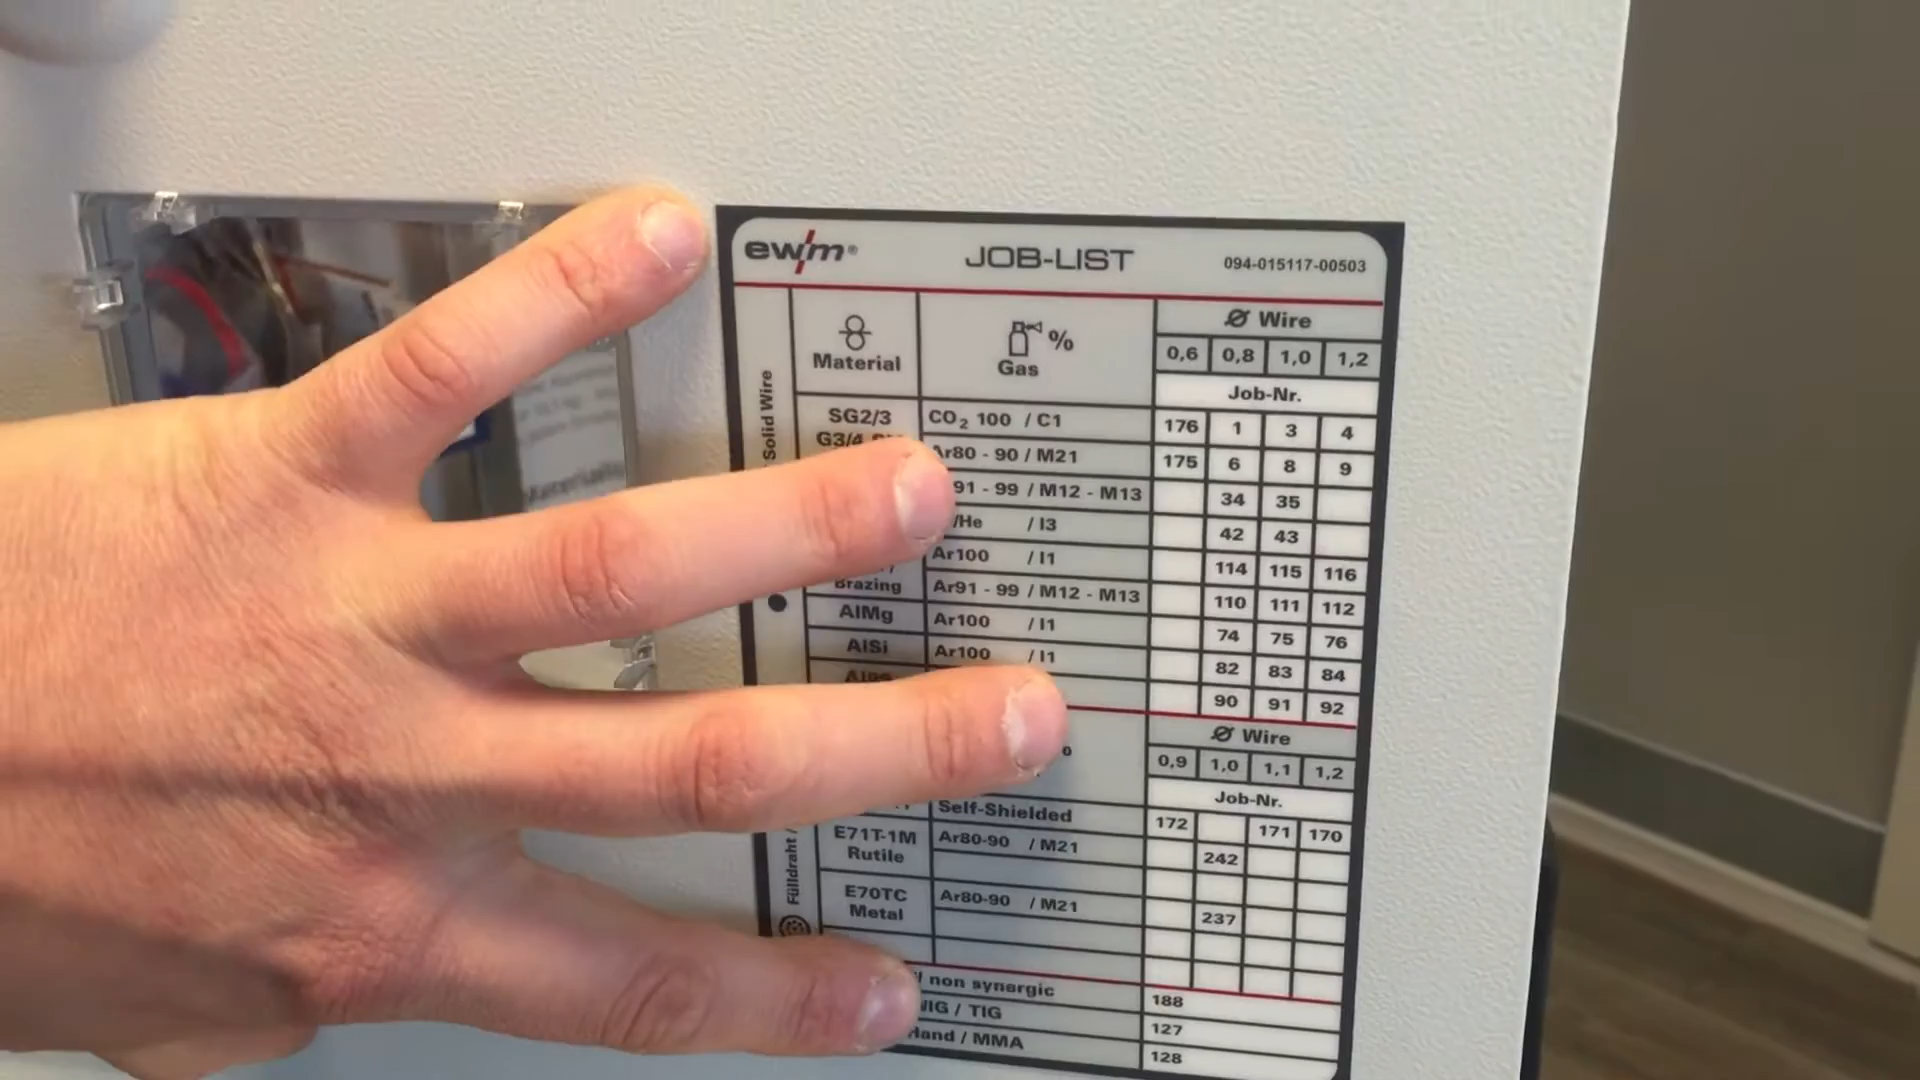 ewm® JOB-LIST 094-015117-00503
Solid Wire
Material
% Gas
Ø Wire
0,6 0,8 1,0 1,2
Job-Nr.
SG2/3
G3/4
CO2 100 / C1 176 1 3 4
Ar80 - 90 / M21 175 6 8 9
91 - 99 / M12 - M13 34 35
/He / I3 42 43
Ar100 / I1 114 115 116
Brazing Ar91 - 99 / M12 - M13 110 111 112
AlMg Ar100 / I1 74 75 76
AlSi Ar100 / I1 82 83 84
90 91 92
Ø Wire
0,9 1,0 1,1 1,2
Job-Nr.
Fülldraht /
Self-Shielded 172 171 170
E71T-1M
Rutile
Ar80-90 / M21 242
E70TC
Metal
Ar80-90 / M21 237
/ non synergic 188
WIG / TIG 127
Hand / MMA 128